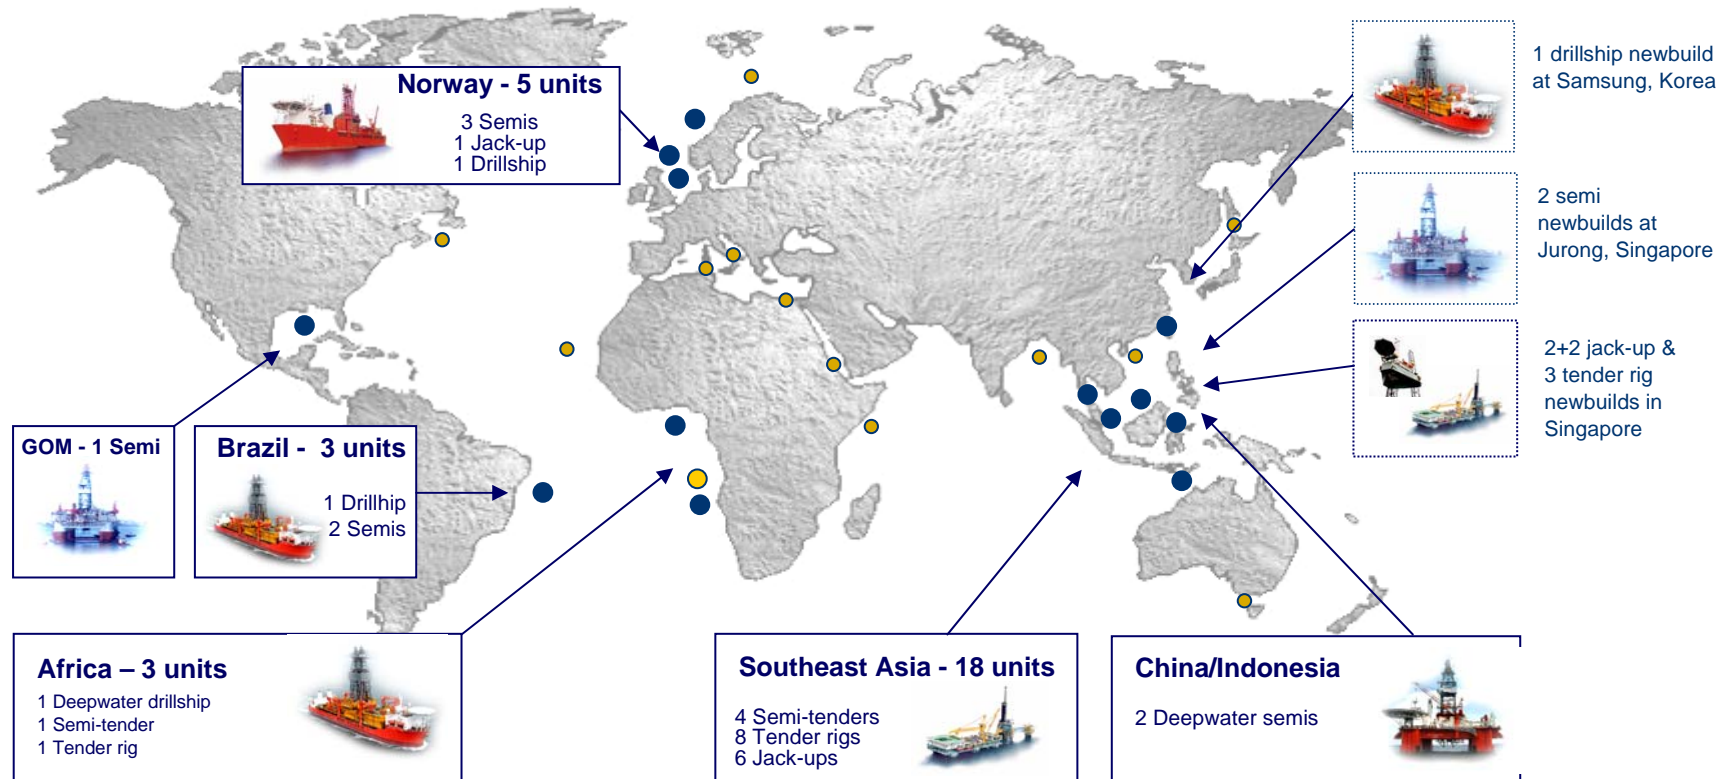 Norway - 5 units
3 Semis
1 Jack-up
1 Drillship
1 drillship newbuild
at Samsung, Korea
2 semi
newbuilds at
Jurong, Singapore
2+2 jack-up &
3 tender rig
newbuilds in
Singapore
GOM - 1 Semi
Brazil -  3 units
1 Drillhip
2 Semis
Africa – 3 units
1 Deepwater drillship
1 Semi-tender
1 Tender rig
Southeast Asia - 18 units
4 Semi-tenders
8 Tender rigs
6 Jack-ups
China/Indonesia
2 Deepwater semis